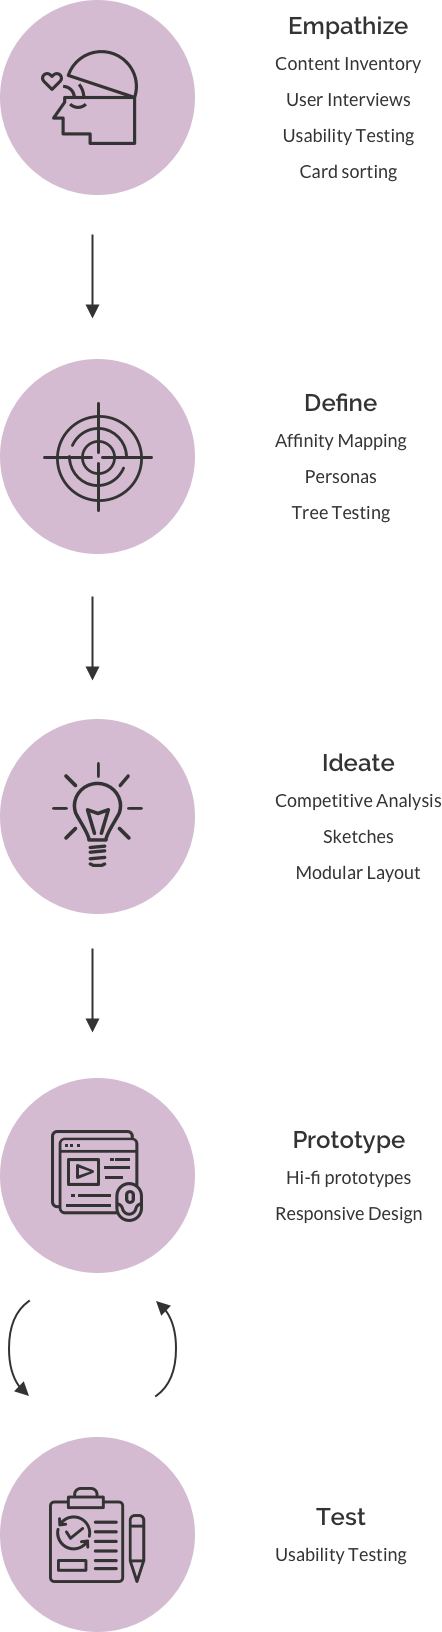 Empathize
Content Inventory
User Interviews
Usability Testing
Card sorting
Define
Affinity Mapping
Personas
Tree Testing
Ideate
Competitive Analysis
Sketches
Modular Layout
Prototype
Hi-fi prototypes
Responsive Design
Test
Usability Testing